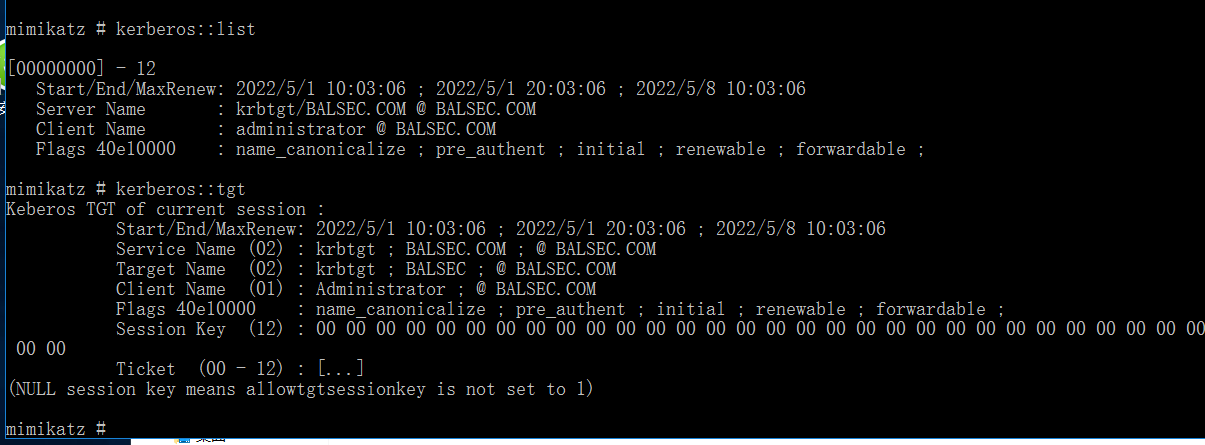 mimikatz # kerberos::list
[00000000] - 12
Start/End/MaxRenew: 2022/5/1 10:03:06 ; 2022/5/1 20:03:06 ; 2022/5/8 10:03:06
Server Name       : krbtgt/BALSEC.COM @ BALSEC.COM
Client Name       : administrator @ BALSEC.COM
Flags 40e10000    : name_canonicalize ; pre_authent ; initial ; renewable ; forwardable ;
mimikatz # kerberos::tgt
Keberos TGT of current session :
Start/End/MaxRenew: 2022/5/1 10:03:06 ; 2022/5/1 20:03:06 ; 2022/5/8 10:03:06
Service Name (02) : krbtgt ; BALSEC.COM ; @ BALSEC.COM
Target Name  (02) : krbtgt ; BALSEC ; @ BALSEC.COM
Client Name  (01) : Administrator ; @ BALSEC.COM
Flags 40e10000    : name_canonicalize ; pre_authent ; initial ; renewable ; forwardable ;
Session Key  (12) : 00 00 00 00 00 00 00 00 00 00 00 00 00 00 00 00 00 00 00 00 00 00 00 00 00 00 00 00 00 00
00 00
Ticket  (00 - 12) : [...]
(NULL session key means allowtgtsessionkey is not set to 1)
mimikatz #